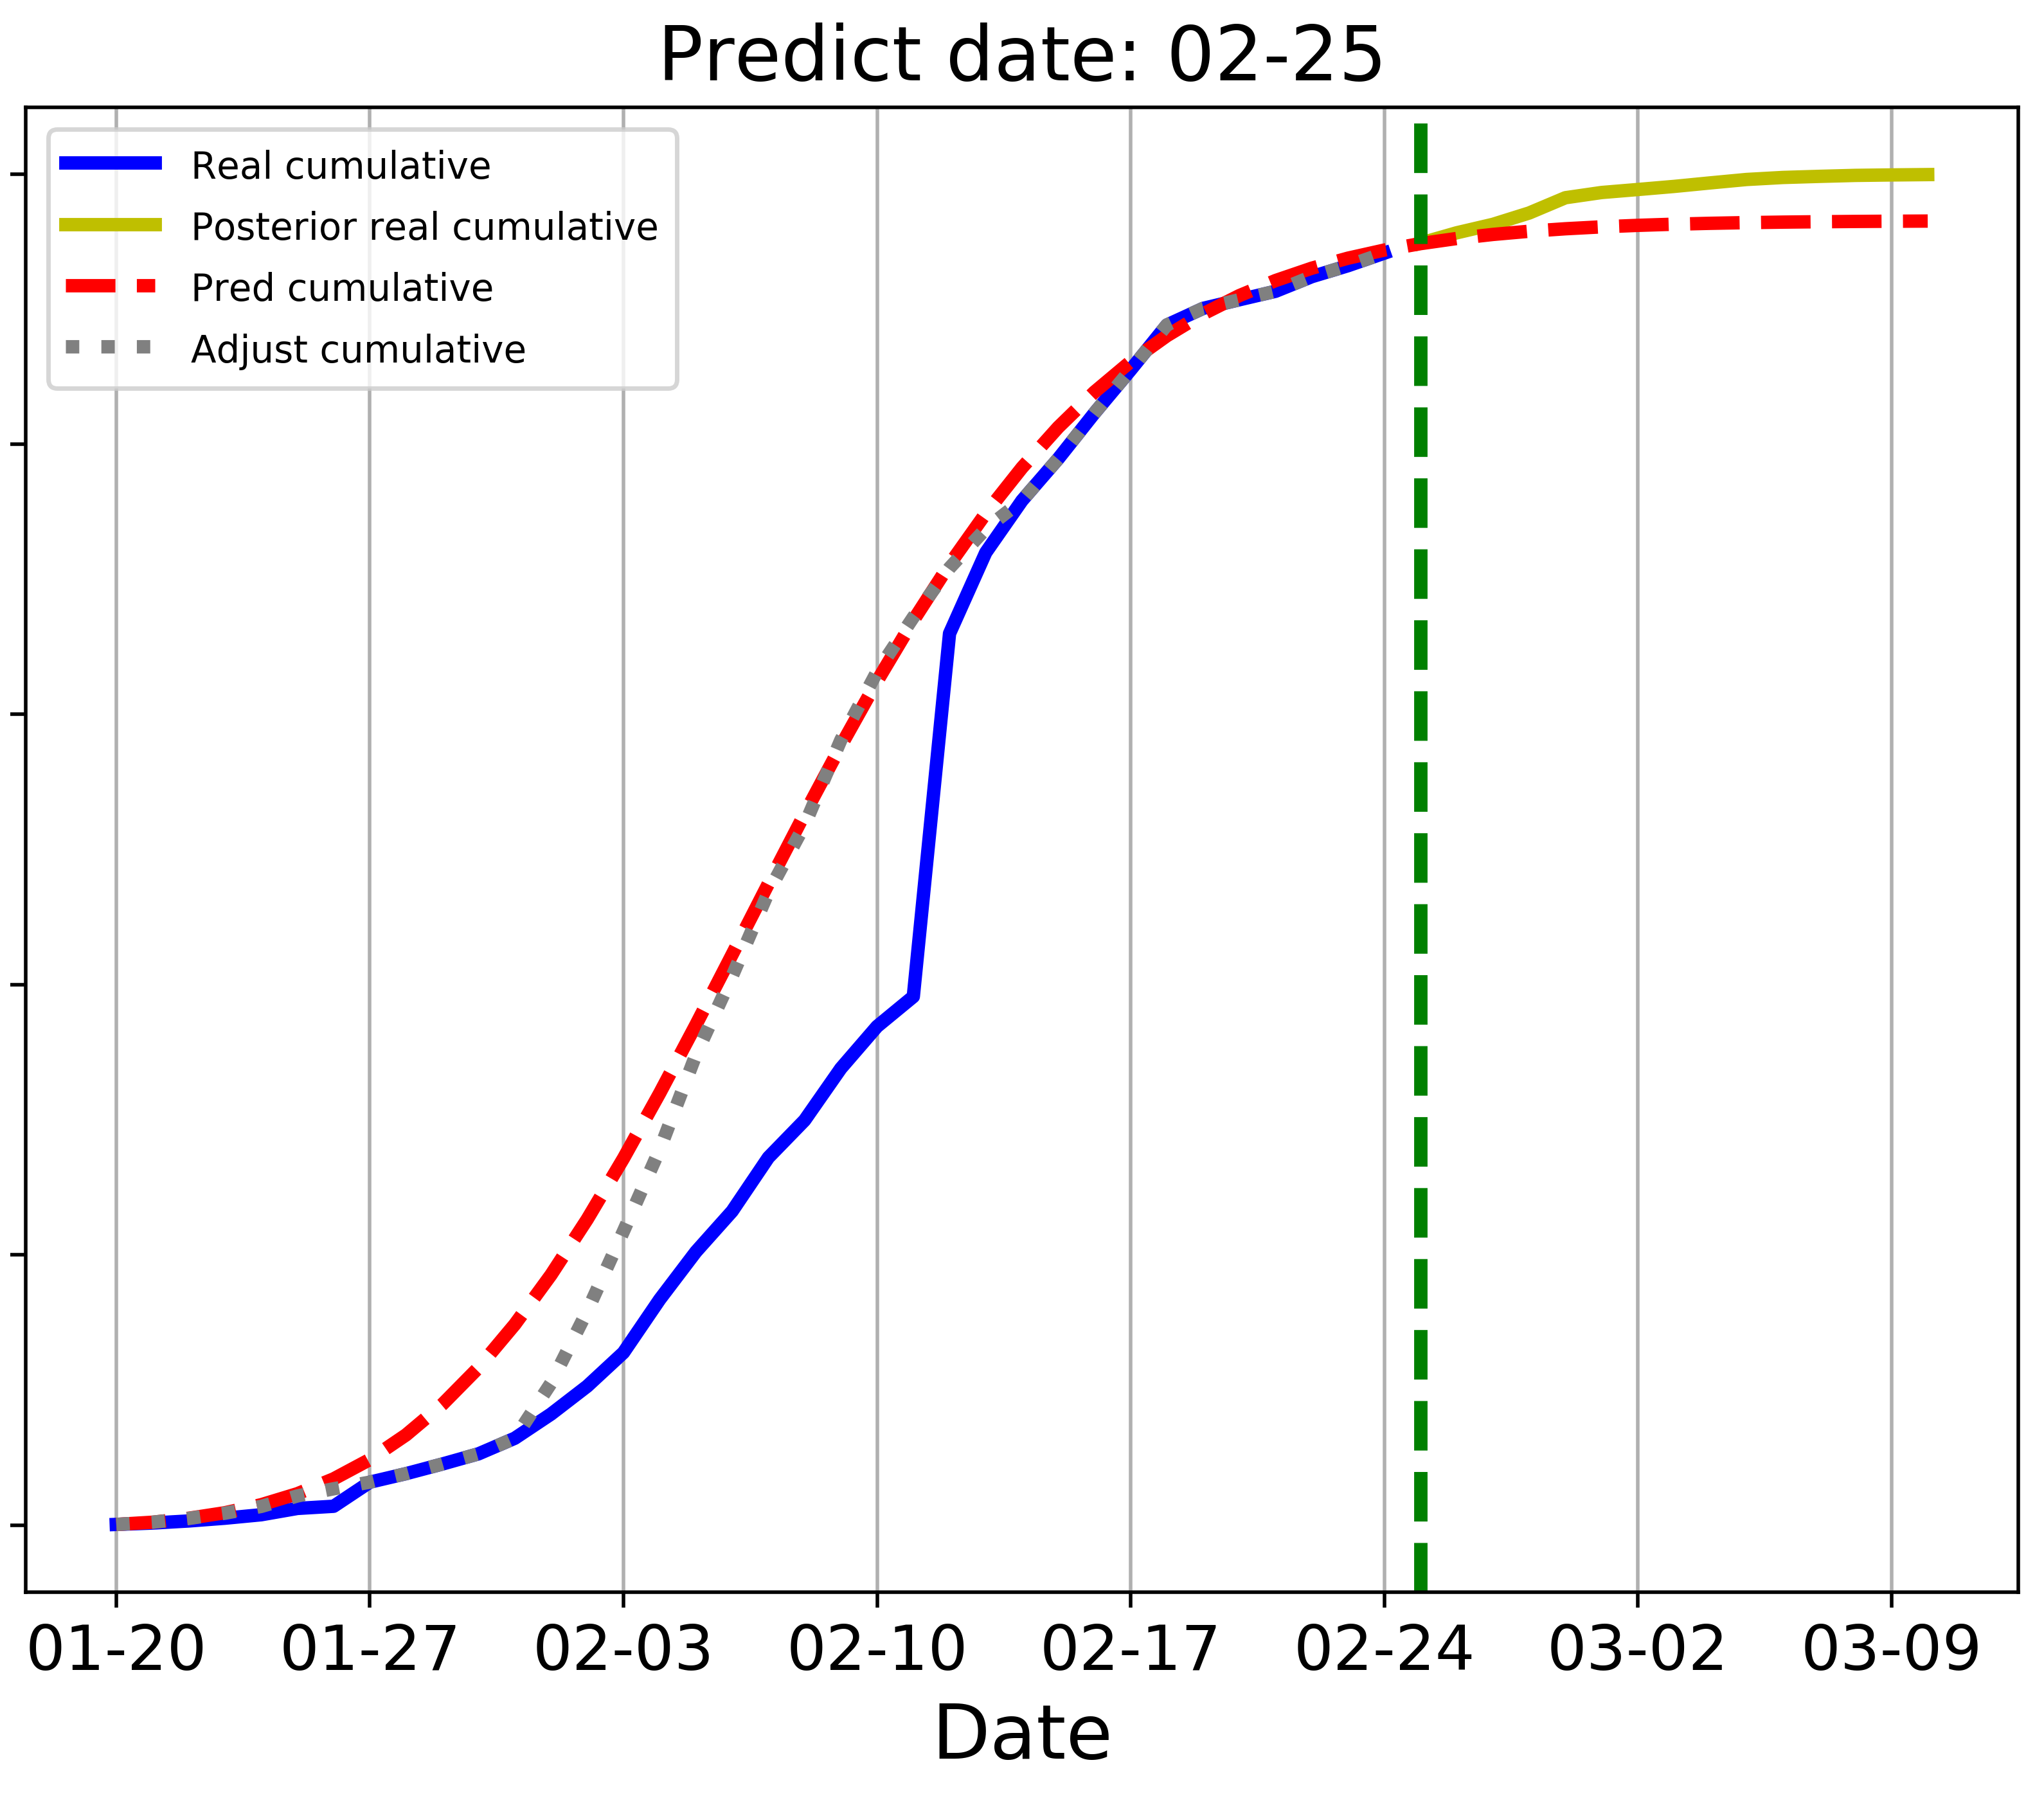 Predict date: 02-25
Real cumulative
Posterior real cumulative
Pred cumulative
Adjust cumulative
01-20 01-27 02-03 02-10 02-17 02-24 03-02 03-09
Date